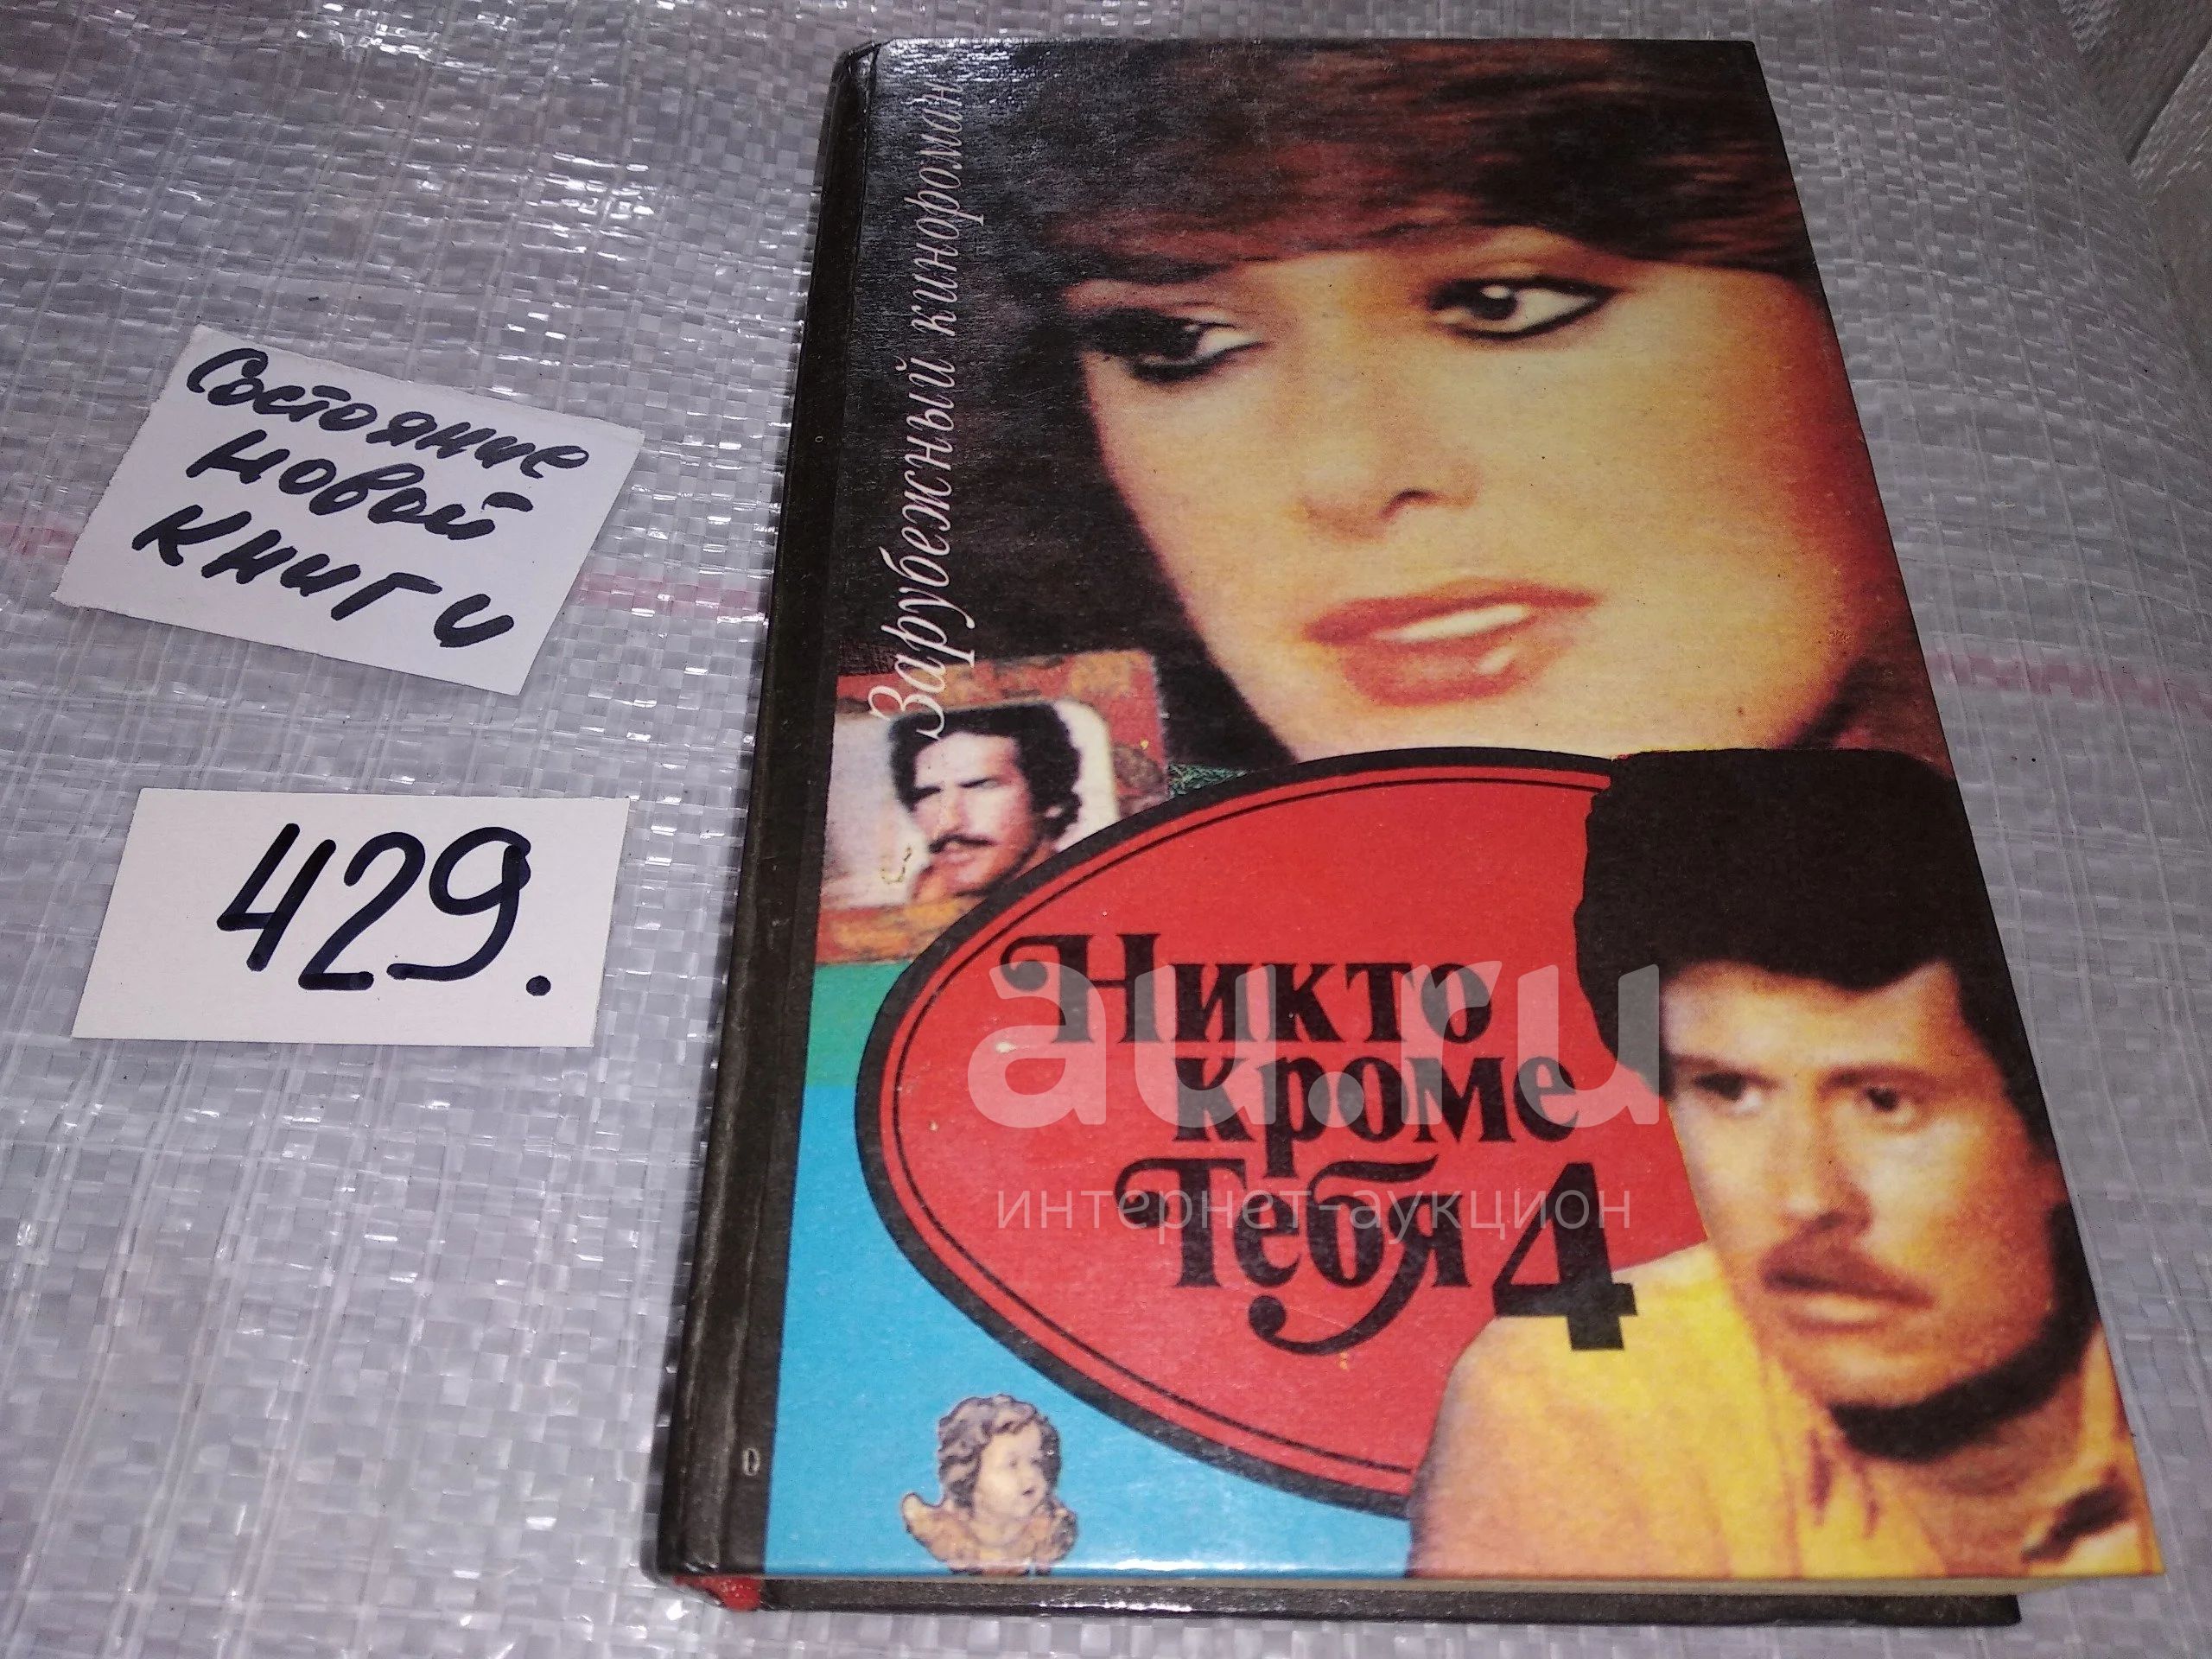 Состояние
новой
книги
429.
Зарубежный кинороман
Никто
кроме
Тебя 4
au.ru
интернет-аукцион